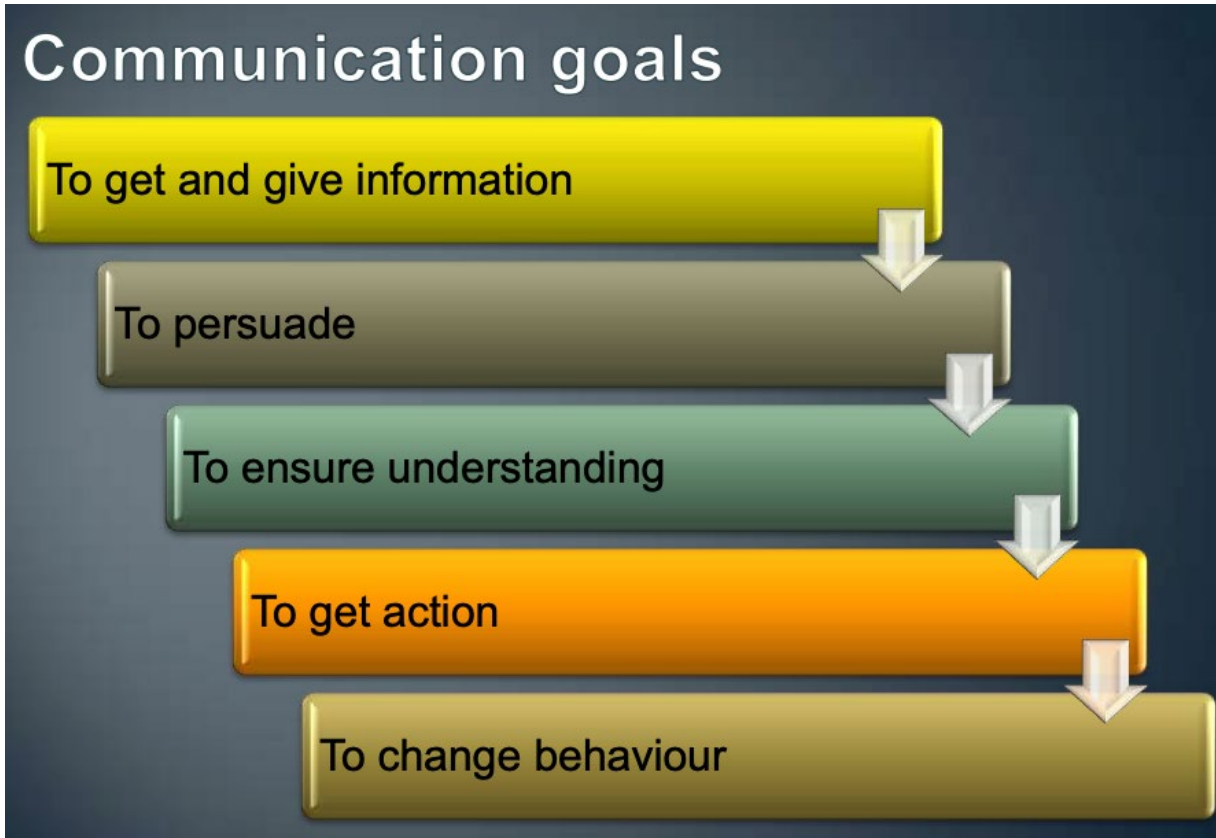 Communication goals
To get and give information
To persuade
To ensure understanding
To get action
To change behaviour